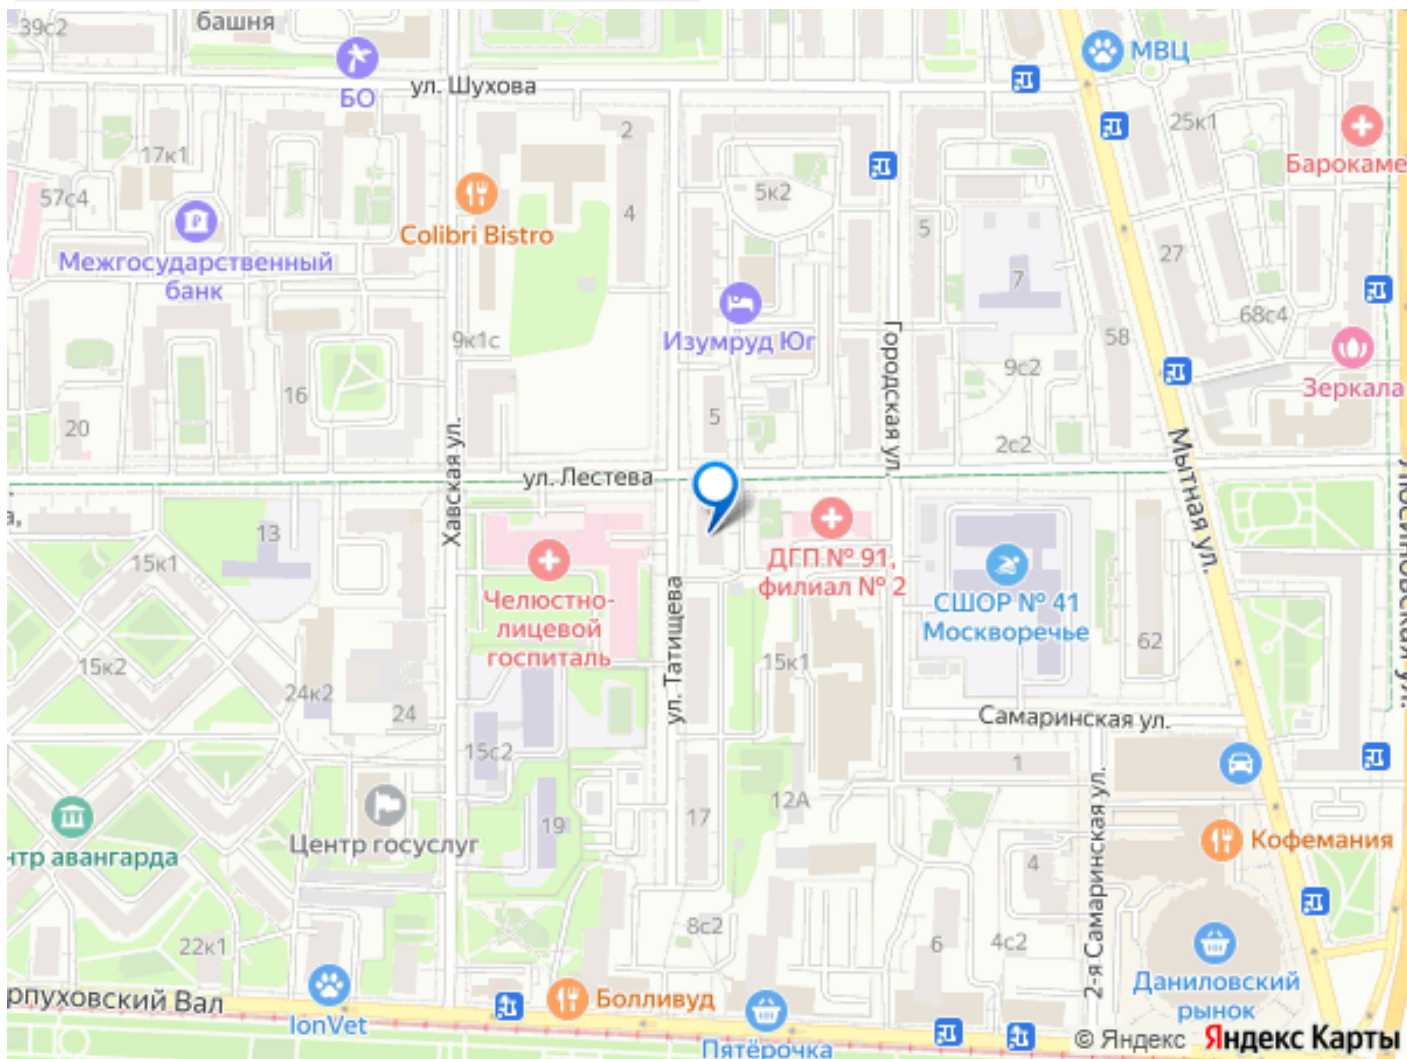 39с2
башня
БО
ул. Шухова
МВЦ
25к1
Барокаме
17к1
57с4
2
4
5к2
5
27
Colibri Bistro
Межгосударственный
банк
7
68с4
9к1с
Изумруд Юг
Городская ул.
58
Зеркала
16
9с2
20
5
2с2
Хавская ул.
ул. Лестева
Мытная ул.
Люсиновская ул.
а,
13
15к1
ДГП № 91,
филиал № 2
СШОР № 41
Москворечье
Челюстно-
лицевой
госпиталь
ул. Татищева
62
15к2
15к1
24к2
24
Самаринская ул.
15с2
1
17
12А
2-я Самаринская ул.
19
Центр госуслуг
Кофемания
нтр авангарда
4
22к1
8с2
6
4с2
Даниловский
рынок
рпуховский Вал
IonVet
Болливуд
Пятёрочка
© Яндекс Яндекс Карты